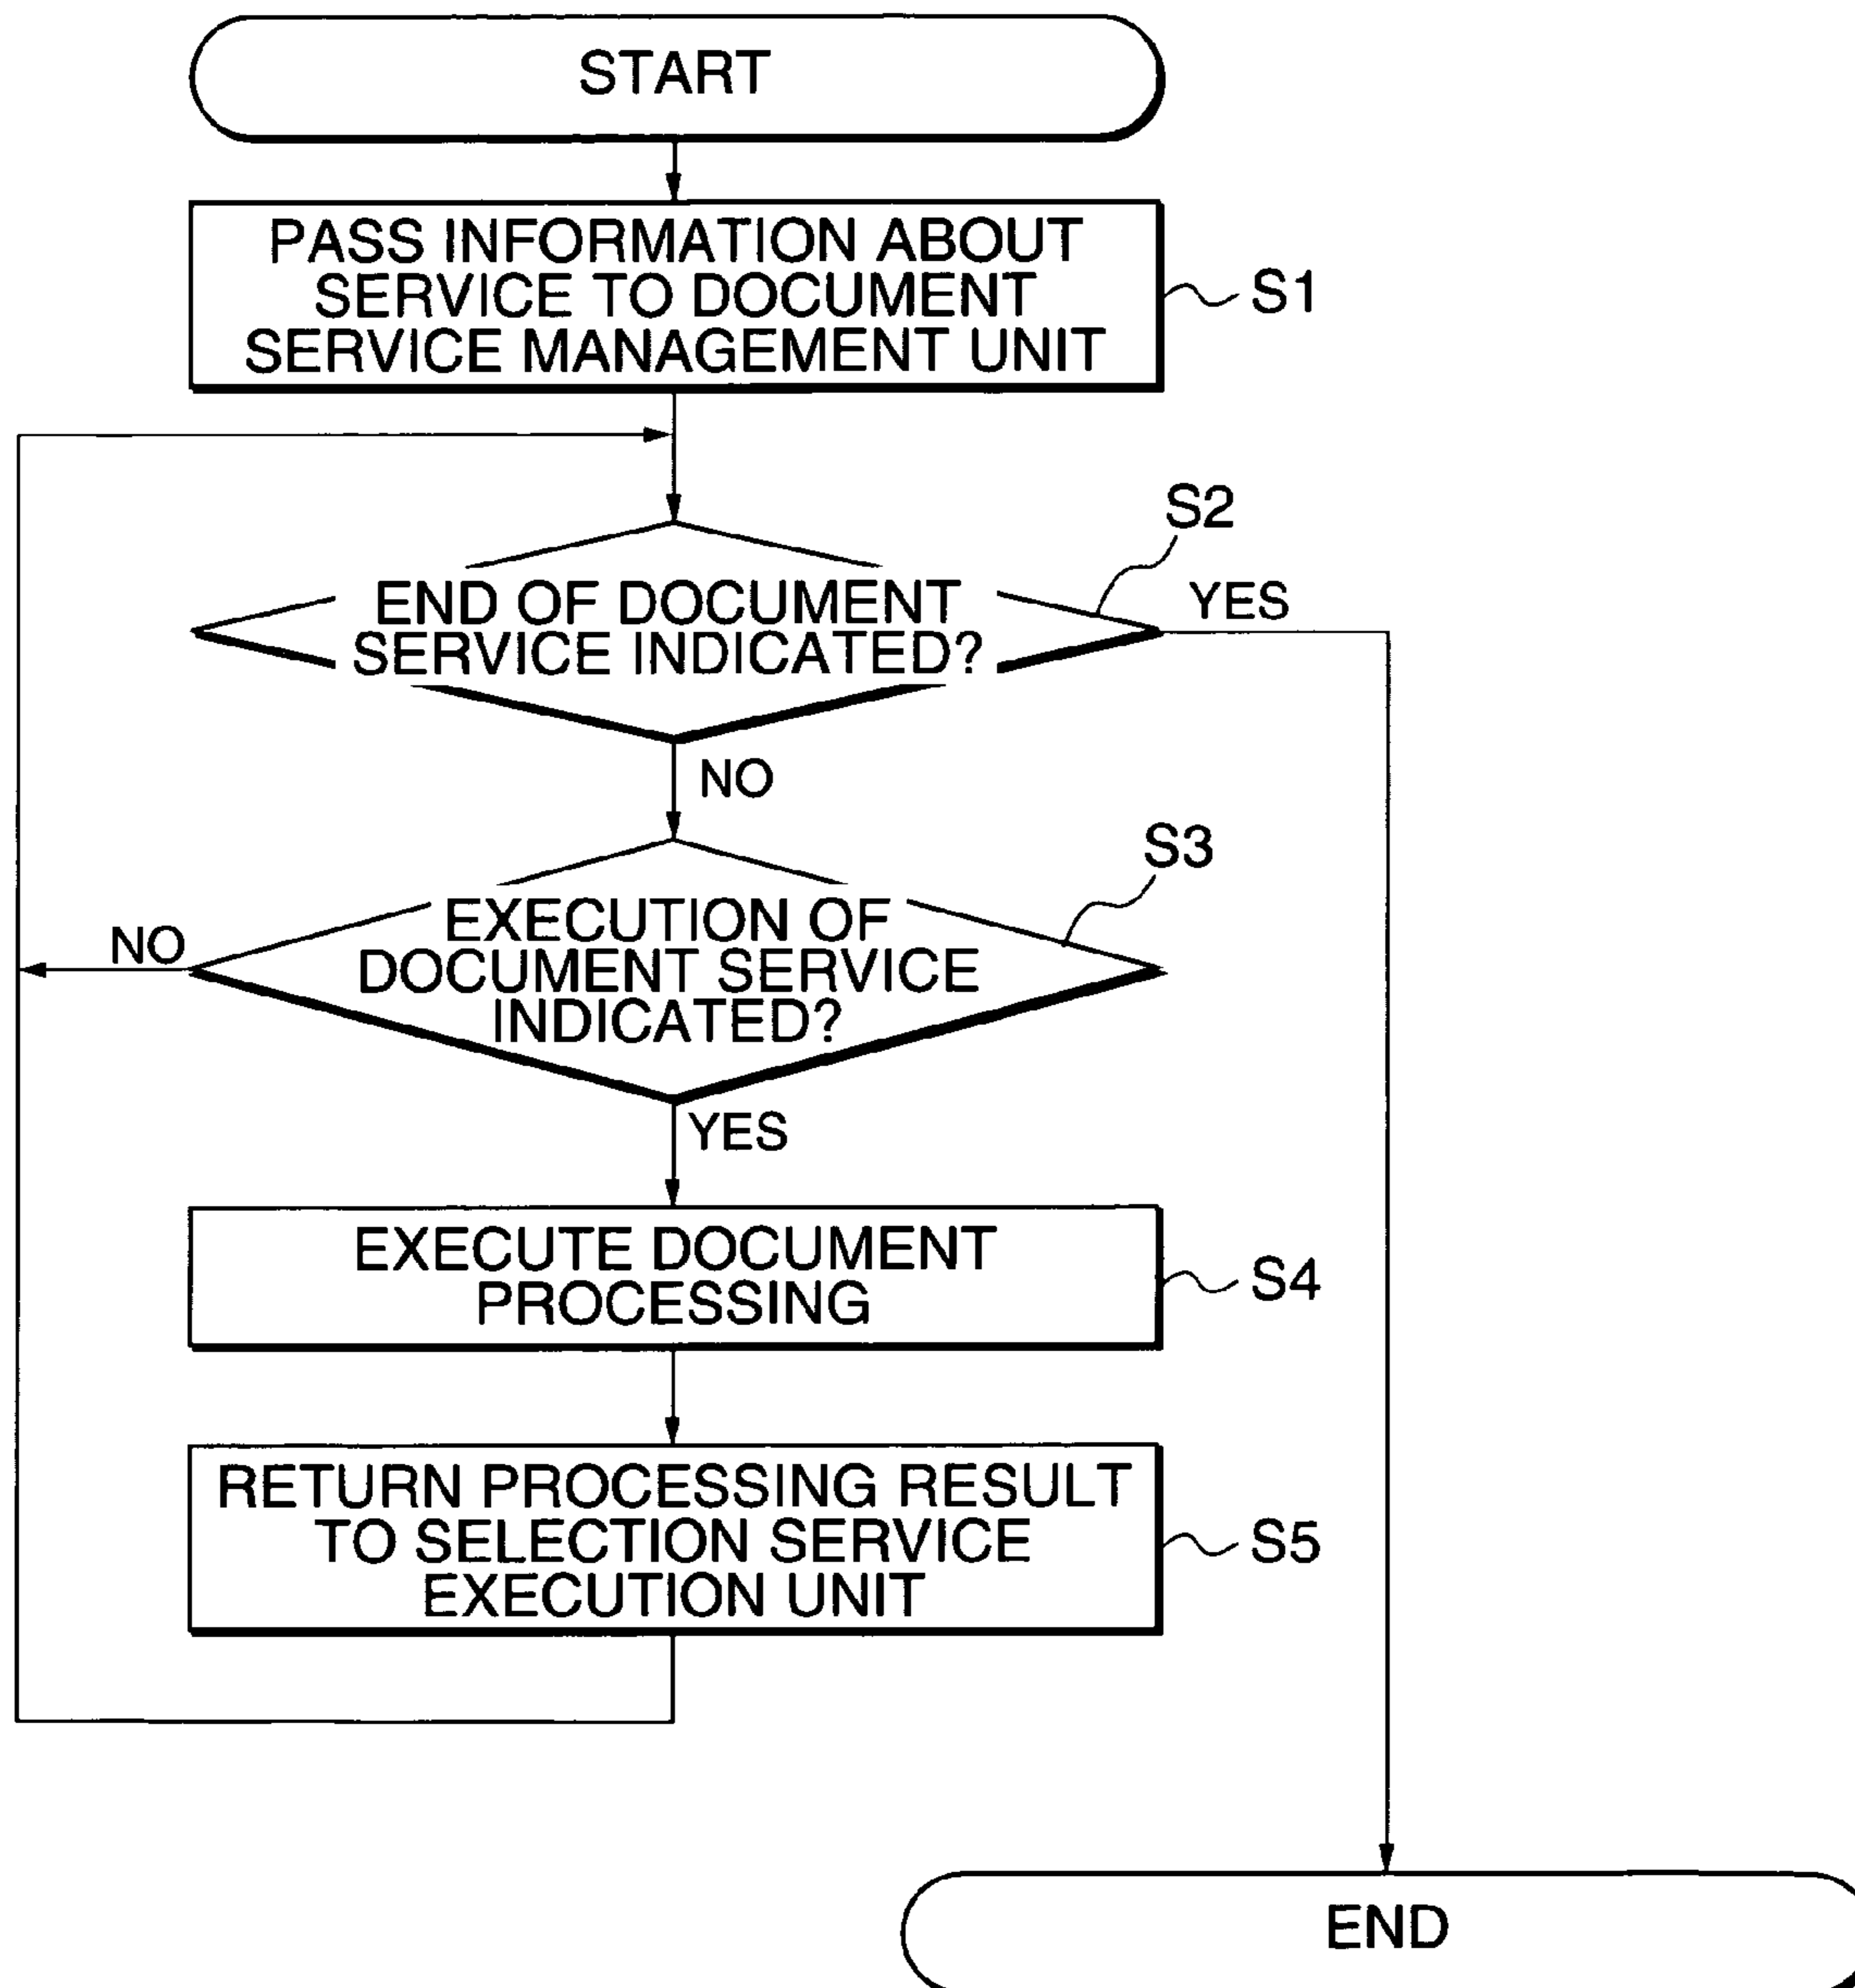 START
PASS INFORMATION ABOUT
SERVICE TO DOCUMENT
SERVICE MANAGEMENT UNIT
S1
S2
END OF DOCUMENT
SERVICE INDICATED?
YES
NO
S3
EXECUTION OF
DOCUMENT SERVICE
INDICATED?
NO
YES
EXECUTE DOCUMENT
PROCESSING
S4
RETURN PROCESSING RESULT
TO SELECTION SERVICE
EXECUTION UNIT
S5
END